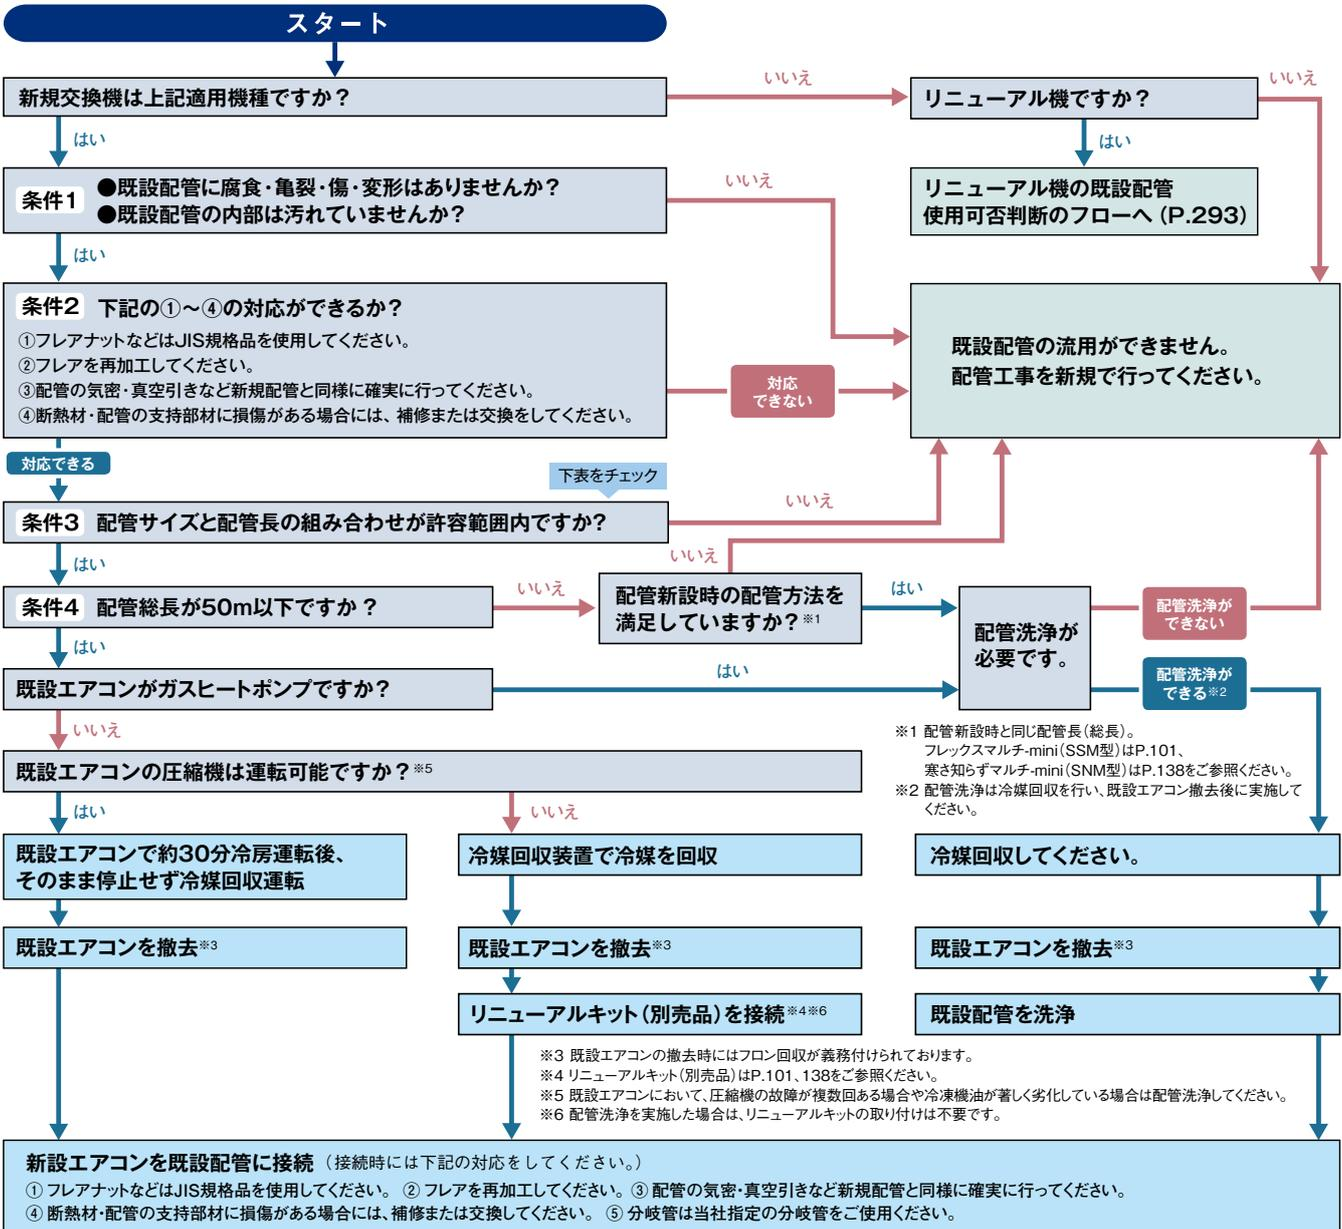 スタート
新規交換機は上記適用機種ですか？
いいえ
リニューアル機ですか？
いいえ
はい
はい
条件1
●既設配管に腐食・亀裂・傷・変形はありませんか？
●既設配管の内部は汚れていませんか？
いいえ
リニューアル機の既設配管
使用可否判断のフローへ（P.293）
はい
条件2 下記の①～④の対応ができるか？
①フレアナットなどはJIS規格品を使用してください。
②フレアを再加工してください。
③配管の気密・真空引きなど新規配管と同様に確実に行ってください。
④断熱材・配管の支持部材に損傷がある場合には、補修または交換をしてください。
対応
できない
既設配管の流用ができません。
配管工事を新規で行ってください。
対応できる
下表をチェック
条件3 配管サイズと配管長の組み合わせが許容範囲内ですか？
いいえ
はい
いいえ
条件4 配管総長が50m以下ですか？
いいえ
配管新設時の配管方法を
満足していますか？※1
はい
配管洗浄が
必要です。
配管洗浄が
できない
はい
既設エアコンがガスヒートポンプですか？
はい
配管洗浄が
できる※2
いいえ
※1 配管新設時と同じ配管長（総長）。
フレックスマルチ-mini（SSM型）はP.101、
寒さ知らずマルチ-mini（SNM型）はP.138をご参照ください。
※2 配管洗浄は冷媒回収を行い、既設エアコン撤去後に実施して
ください。
既設エアコンの圧縮機は運転可能ですか？※5
はい
いいえ
既設エアコンで約30分冷房運転後、
そのまま停止せず冷媒回収運転
冷媒回収装置で冷媒を回収
冷媒回収してください。
既設エアコンを撤去※3
既設エアコンを撤去※3
既設エアコンを撤去※3
リニューアルキット（別売品）を接続※4※6
既設配管を洗浄
※3 既設エアコンの撤去時にはフロン回収が義務付けられております。
※4 リニューアルキット（別売品）はP.101、138をご参照ください。
※5 既設エアコンにおいて、圧縮機の故障が複数回ある場合や冷凍機油が著しく劣化している場合は配管洗浄してください。
※6 配管洗浄を実施した場合は、リニューアルキットの取り付けは不要です。
新設エアコンを既設配管に接続（接続時には下記の対応をしてください。）
① フレアナットなどはJIS規格品を使用してください。 ② フレアを再加工してください。 ③ 配管の気密・真空引きなど新規配管と同様に確実に行ってください。
④ 断熱材・配管の支持部材に損傷がある場合には、補修または交換してください。 ⑤ 分岐管は当社指定の分岐管をご使用ください。